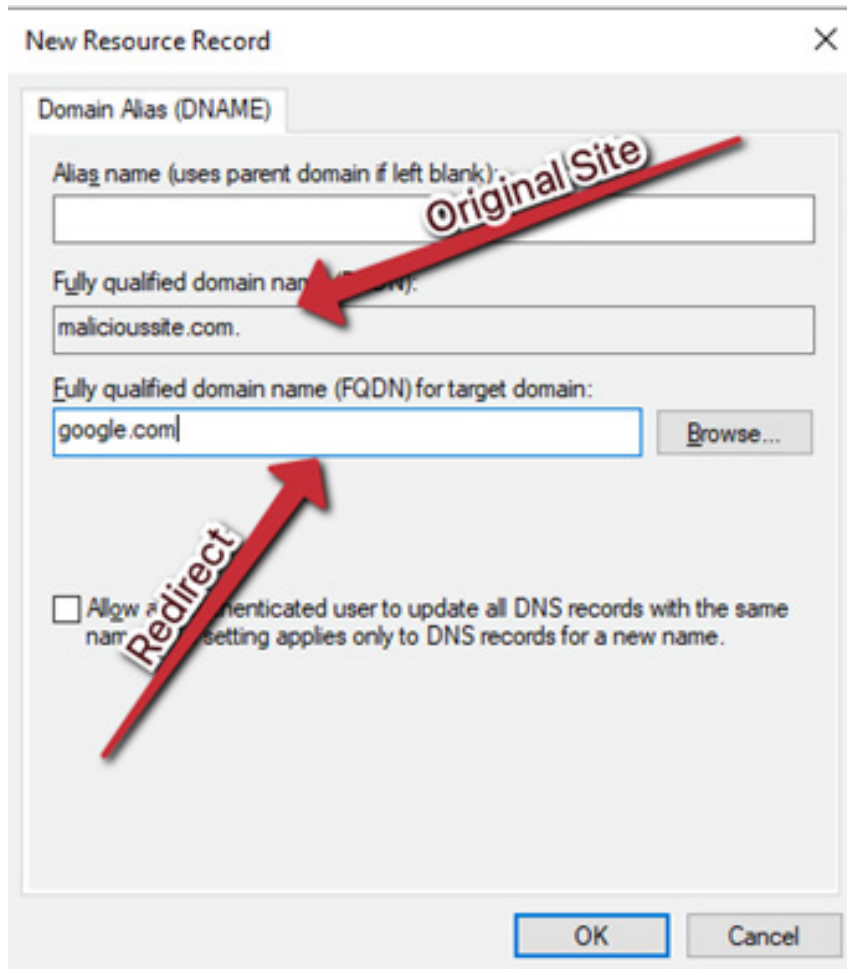 New Resource Record
Domain Alias (DNAME)
Alias name (uses parent domain if left blank):
Original Site
Fully qualified domain name):
malicioussite.com.
Fully qualified domain name (FQDN) for target domain:
google.com
Browse...
Redirect
Allow enticated user to update all DNS records with the same
setting applies only to DNS records for a new name.
OK
Cancel